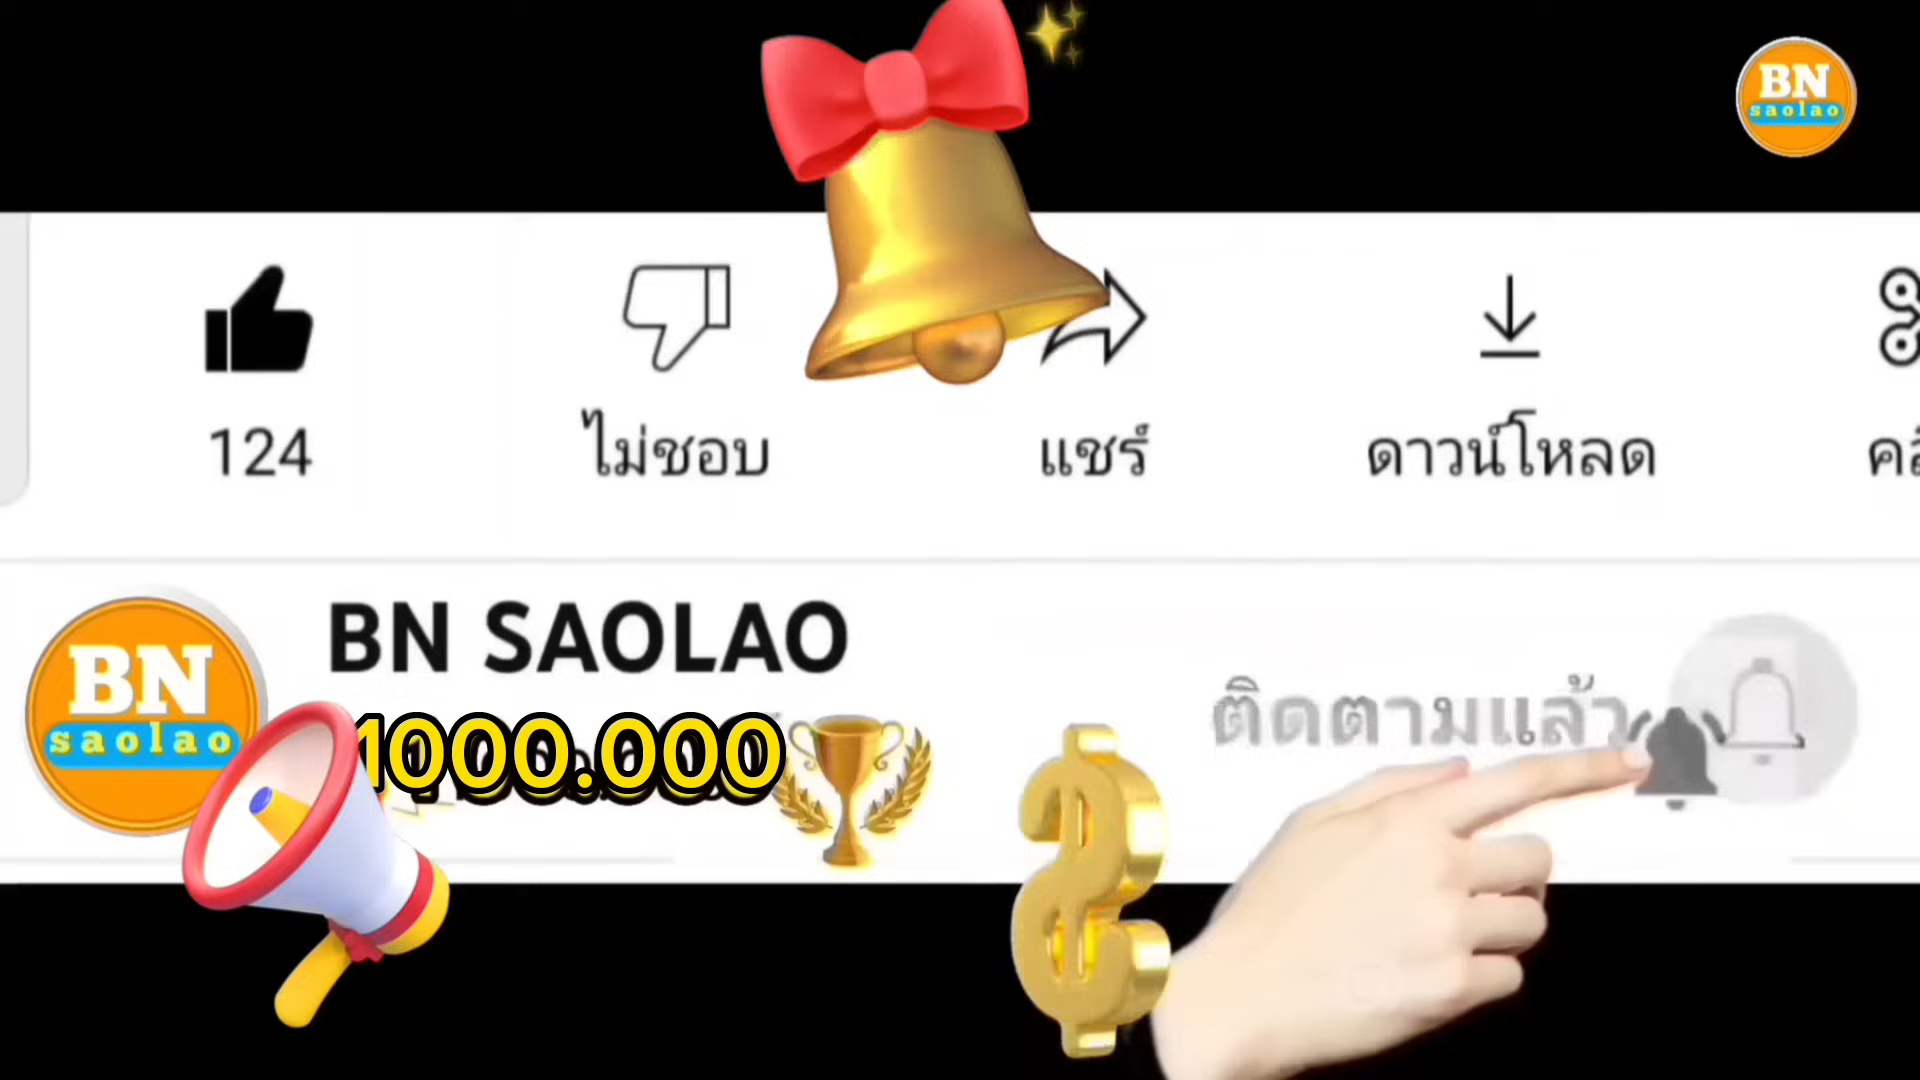 BN
saolao
124
ไม่ชอบ
แชร์
ดาวน์โหลด
BN SAOLAO
BN
saolao
1000.000
ติดตามแล้ว